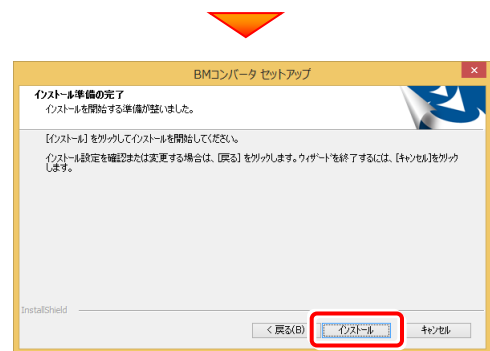 BMコンバータ セットアップ
インストール準備の完了
インストールを開始する準備が整いました。
[インストール] をクリックしてインストールを開始してください。
インストール設定を確認または変更する場合は、[戻る] をクリックします。ウィザードを終了するには、[キャンセル]をクリック
します。
InstallShield
< 戻る(B)
インストール
キャンセル